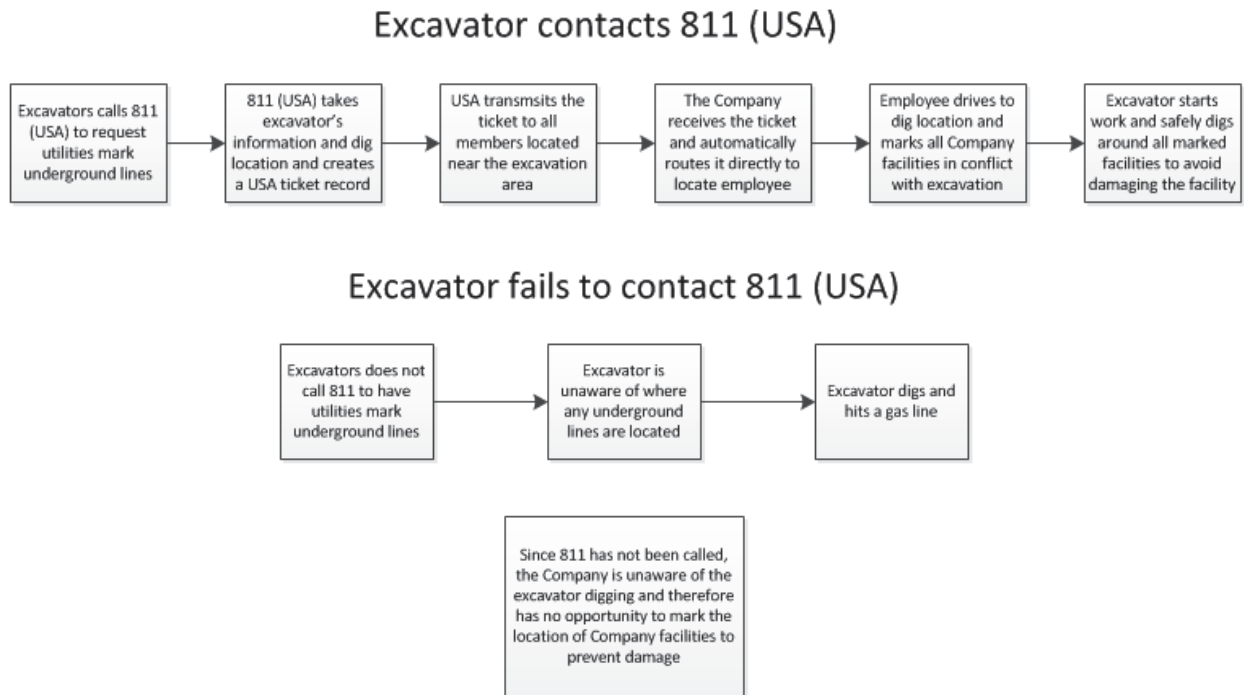 Excavator contacts 811 (USA)
Excavators calls 811
(USA) to request
utilities mark
underground lines
811 (USA) takes
excavator's
information and dig
location and creates
a USA ticket record
USA transmsits the
ticket to all
members located
near the excavation
area
The Company
receives the ticket
and automatically
routes it directly to
locate employee
Employee drives to
dig location and
marks all Company
facilities in conflict
with excavation
Excavator starts
work and safely digs
around all marked
facilities to avoid
damaging the facility
Excavator fails to contact 811 (USA)
Excavators does not
call 811 to have
utilities mark
underground lines
Excavator is
unaware of where
any underground
lines are located
Excavator digs and
hits a gas line
Since 811 has not been called,
the Company is unaware of the
excavator digging and therefore
has no opportunity to mark the
location of Company facilities to
prevent damage